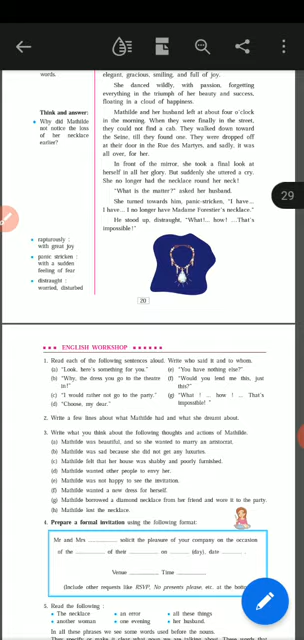 words.
elegant, gracious, smiling, and full of joy.
She danced wildly, with passion, forgetting
everything in the triumph of her beauty and success,
floating in a cloud of happiness.
Think and answer:
• Why did Mathilde
not notice the loss
of her necklace
earlier?
Mathilde and her husband left at about four o'clock
in the morning. When they were finally in the street,
they could not find a cab. They walked down toward
the Seine, till they found one. They were dropped off
at their door in the Rue des Martyrs, and sadly, it was
all over, for her.
In front of the mirror, she took a final look at
herself in all her glory. But suddenly she uttered a cry.
She no longer had the necklace round her neck!
"What is the matter?" asked her husband.
She turned towards him, panic-stricken, "I have...
I have... I no longer have Madame Forestier's necklace."
He stood up, distraught, "What!... how! ...That's
impossible!"
29
• rapturously :
with great joy
• panic stricken :
with a sudden
feeling of fear
• distraught :
worried, disturbed
20
ENGLISH WORKSHOP
1. Read each of the following sentences aloud. Write who said it and to whom.
(a) "Look, here's something for you."
(b) "Why, the dress you go to the theatre
in!"
(c) "I would rather not go to the party."
(d) "Choose, my dear."
(e) "You have nothing else?"
(f) "Would you lend me this, just
this?"
(g) "What ! ... how ! ... That's
impossible! "
2. Write a few lines about what Mathilde had and what she dreamt about.
3. Write what you think about the following thoughts and actions of Mathilde.
(a) Mathilde was beautiful, and so she wanted to marry an aristocrat.
(b) Mathilde was sad because she did not get any luxuries.
(c) Mathilde felt that her house was shabby and poorly furnished.
(d) Mathilde wanted other people to envy her.
(e) Mathilde was not happy to see the invitation.
(f) Mathilde wanted a new dress for herself.
(g) Mathilde borrowed a diamond necklace from her friend and wore it to the party.
(h) Mathilde lost the necklace.
4. Prepare a formal invitation using the following format:
Mr and Mrs .............. solicit the pleasure of your company on the occasion
of the .............. of their .............. on .......... (day), date ......... .
Venue .............. Time ..............
(Include other requests like RSVP, No presents please, etc. at the bottom
5. Read the following :
• The necklace • an error • all these things
• another woman • one evening • her husband.
In all these phrases we see some words used before the nouns.